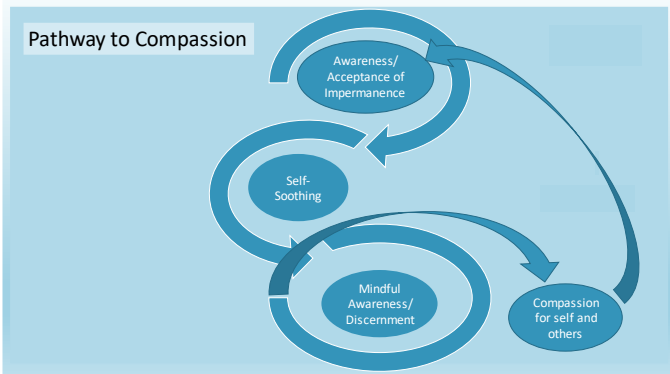 Pathway to Compassion
Awareness/
Acceptance of
Impermanence
Self-
Soothing
Mindful
Awareness/
Discernment
Compassion
for self and
others